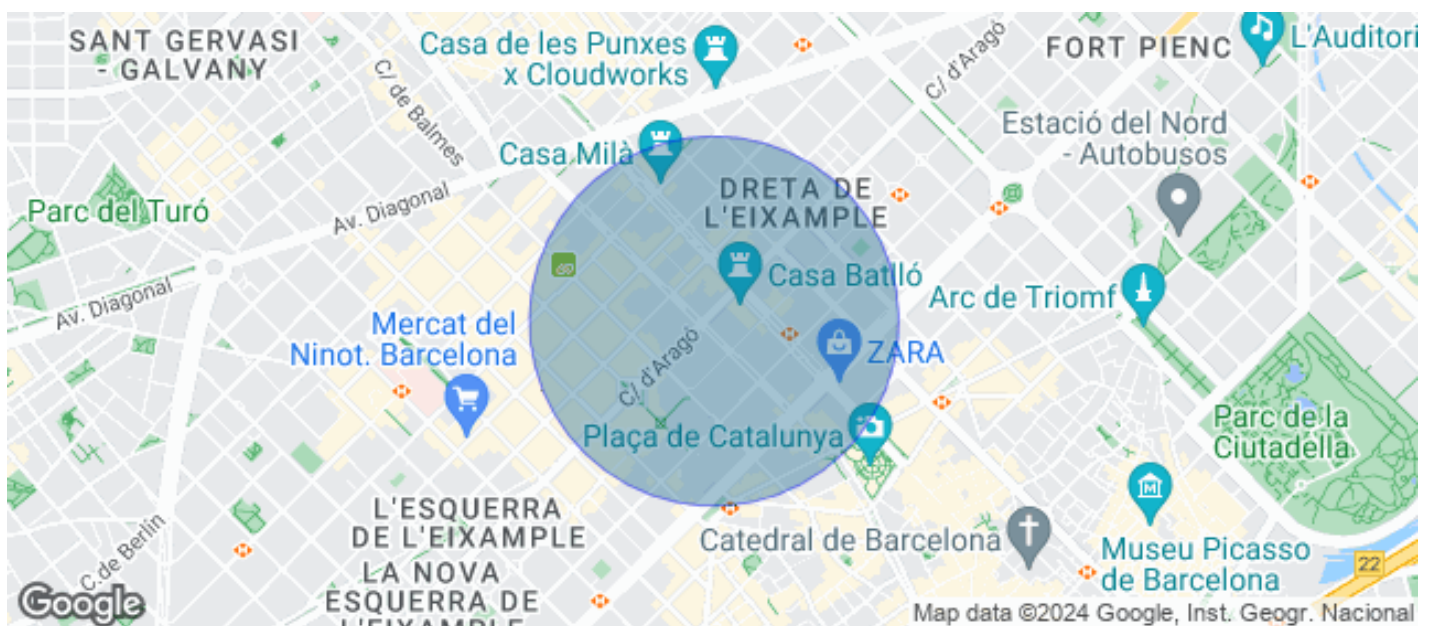 SANT GERVASI
- GALVANY
Casa de les Punxes
x Cloudworks
C/ d'Aragó
FORT PIENC
L'Auditori
C/ de Balmes
Estació del Nord
- Autobusos
Casa Milà
DRETA DE
L'EIXAMPLE
Parc del Turó
Av. Diagonal
Casa Batlló
Arc de Triomf
Av. Diagonal
Mercat del
Ninot. Barcelona
ZARA
C/ d'Aragó
Plaça de Catalunya
Parc de la
Ciutadella
L'ESQUERRA
DE L'EIXAMPLE
Catedral de Barcelona
Museu Picasso
de Barcelona
22
C.de Berlín
LA NOVA
ESQUERRA DE
L'EIXAMPLE
Google
Map data ©2024 Google, Inst. Geogr. Nacional